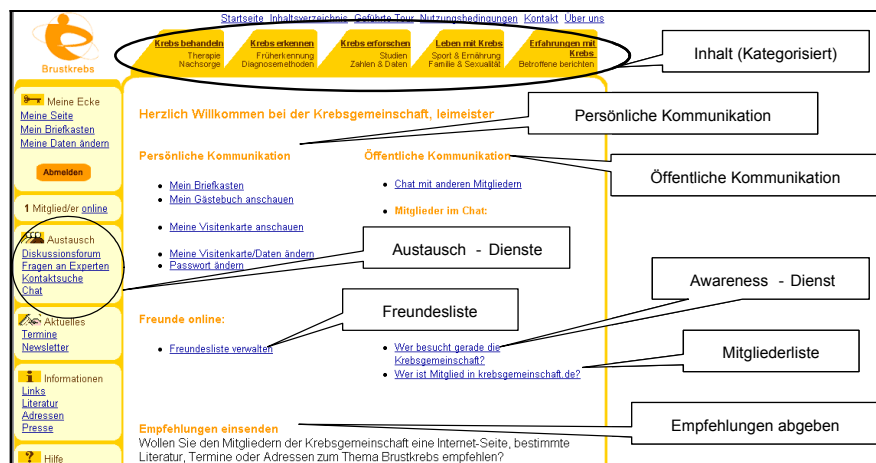 Startseite Inhaltsverzeichnis Geführte Tour Nutzungsbedingungen Kontakt Über uns
Brustkrebs
Krebs behandeln
Therapie
Nachsorge
Krebs erkennen
Früherkennung
Diagnosemethoden
Krebs erforschen
Studien
Zahlen & Daten
Leben mit Krebs
Sport & Ernährung
Familie & Sexualität
Erfahrungen mit
Krebs
Betroffene berichten
Inhalt (Kategorisiert)
Meine Ecke
Meine Seite
Mein Briefkasten
Meine Daten ändern
Abmelden
1 Mitglied/er online
Austausch
Diskussionsforum
Fragen an Experten
Kontaktsuche
Chat
Aktuelles
Termine
Newsletter
Informationen
Links
Literatur
Adressen
Presse
Hilfe
Herzlich Willkommen bei der Krebsgemeinschaft, leimeister
Persönliche Kommunikation
Persönliche Kommunikation
Mein Briefkasten
Mein Gästebuch anschauen
Meine Visitenkarte anschauen
Meine Visitenkarte/Daten ändern
Passwort ändern
Öffentliche Kommunikation
Chat mit anderen Mitgliedern
Mitglieder im Chat:
Öffentliche Kommunikation
Austausch - Dienste
Freunde online:
Freundesliste verwalten
Freundesliste
Awareness - Dienst
Wer besucht gerade die
Krebsgemeinschaft?
Wer ist Mitglied in krebsgemeinschaft.de?
Mitgliederliste
Empfehlungen abgeben
Empfehlungen einsenden
Wollen Sie den Mitgliedern der Krebsgemeinschaft eine Internet-Seite, bestimmte
Literatur, Termine oder Adressen zum Thema Brustkrebs empfehlen?